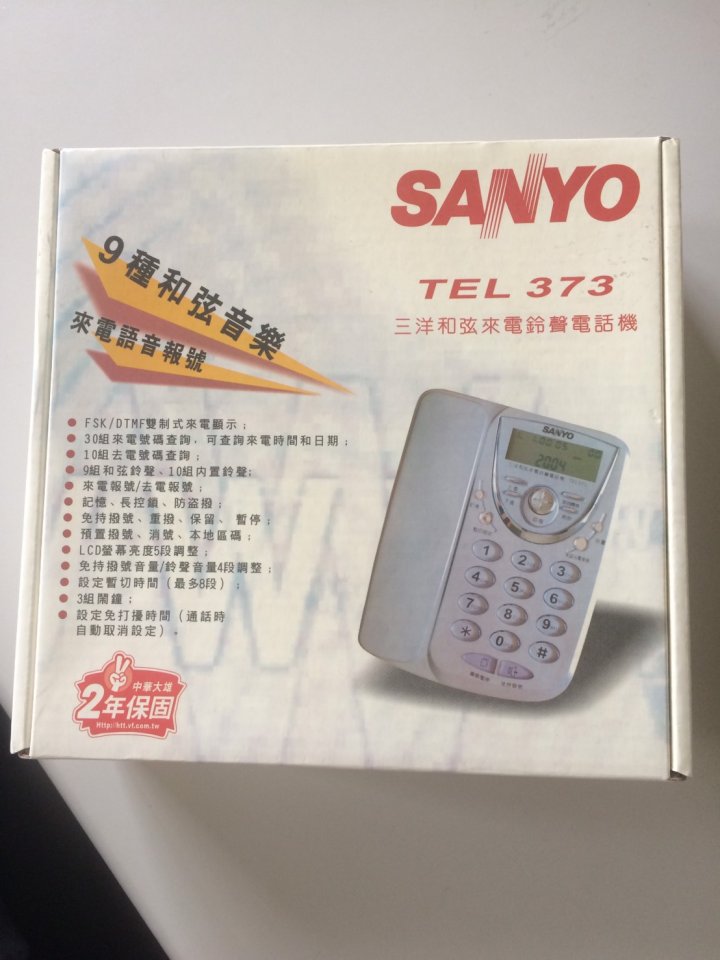 SANYO
TEL 373
三洋和弦來電鈴聲電話機
9種和弦音樂
來電語音報號
● FSK/DTMF雙制式來電顯示；
● 30組來電號碼查詢，可查詢來電時間和日期；
● 10組去電號碼查詢；
● 9組和弦鈴聲、10組內置鈴聲;
● 來電報號/去電報號；
● 記憶、長控鎖、防盜撥；
● 免持撥號、重撥、保留、暫停；
● 預置撥號、消號、本地區碼；
● LCD螢幕亮度5段調整；
● 免持撥號音量/鈴聲音量4段調整；
● 設定暫切時間（最多8段）；
● 3組鬧鐘；
● 設定免打擾時間（通話時
自動取消設定）。
SANYO
2004
1 2 3
4 5 6
7 8 9
* 0 #
中華大雄
2年保固
Http://htt.vf.com.tw